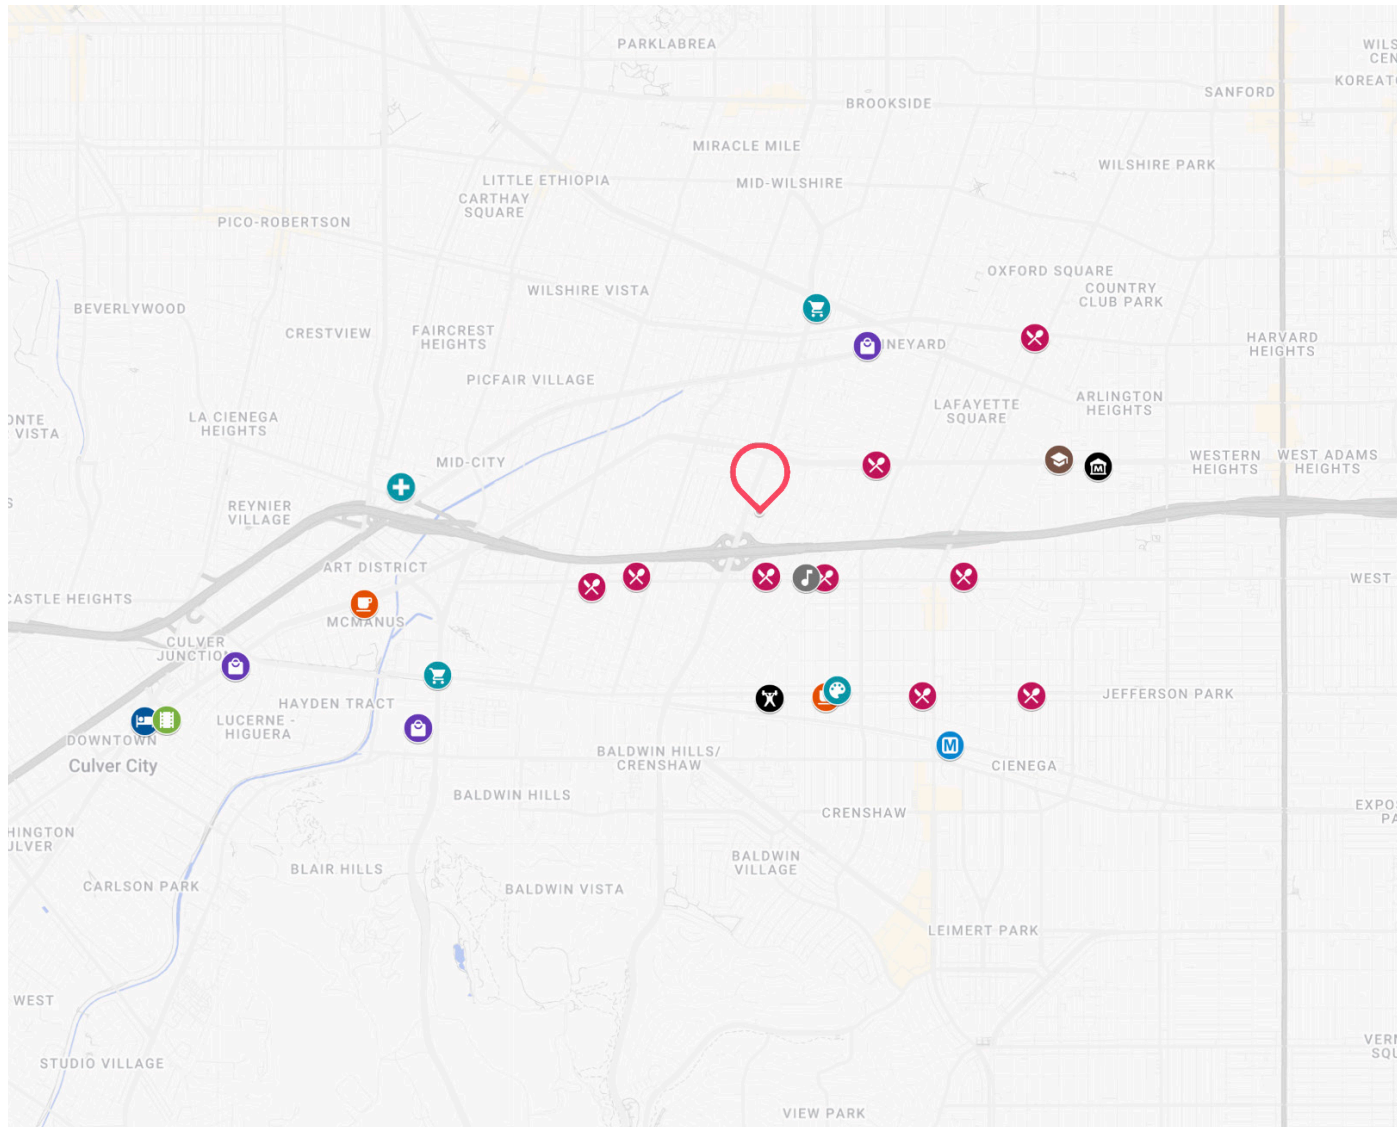 PARKLABREA
WILS
CEN
KOREAT
SANFORD
BROOKSIDE
MIRACLE MILE
WILSHIRE PARK
LITTLE ETHIOPIA
MID-WILSHIRE
CARTHAY
SQUARE
PICO-ROBERTSON
OXFORD SQUARE
COUNTRY
CLUB PARK
WILSHIRE VISTA
BEVERLYWOOD
CRESTVIEW
FAIRCREST
HEIGHTS
INEYARD
HARVARD
HEIGHTS
PICFAIR VILLAGE
ARLINGTON
HEIGHTS
LAFAYETTE
SQUARE
LA CIENEGA
HEIGHTS
ONTE
VISTA
MID-CITY
WESTERN
HEIGHTS
WEST ADAMS
HEIGHTS
M
S
REYNIER
VILLAGE
ART DISTRICT
WEST
CASTLE HEIGHTS
MCMANUS
CULVER
JUNCTION
JEFFERSON PARK
HAYDEN TRACT
LUCERNE -
HIGUERA
DOWNTOWN
Culver City
M
BALDWIN HILLS/
CRENSHAW
CIENEGA
BALDWIN HILLS
CRENSHAW
EXPOS
PA
HINGTON
ULVER
BALDWIN
VILLAGE
BLAIR HILLS
CARLSON PARK
BALDWIN VISTA
LEIMERT PARK
WEST
VERN
SQU
STUDIO VILLAGE
VIEW PARK